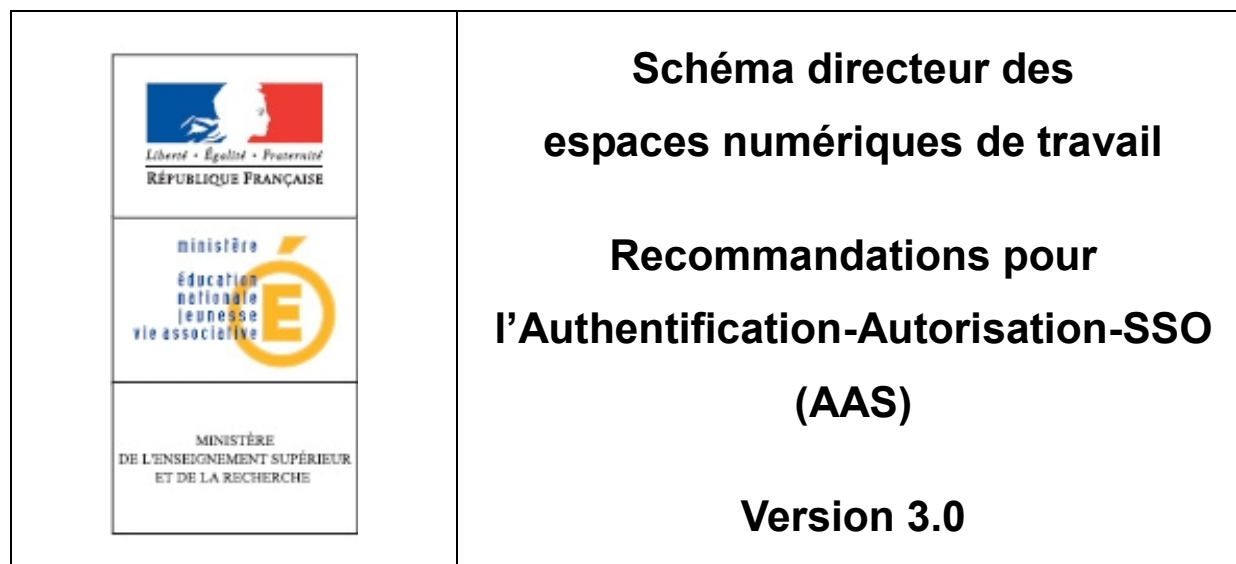 Liberté • Égalité • Fraternité
RÉPUBLIQUE FRANÇAISE
ministère
éducation
nationale
jeunesse
vie associative
É
MINISTÈRE
DE L'ENSEIGNEMENT SUPÉRIEUR
ET DE LA RECHERCHE
Schéma directeur des
espaces numériques de travail
Recommandations pour
l’Authentification-Autorisation-SSO
(AAS)
Version 3.0